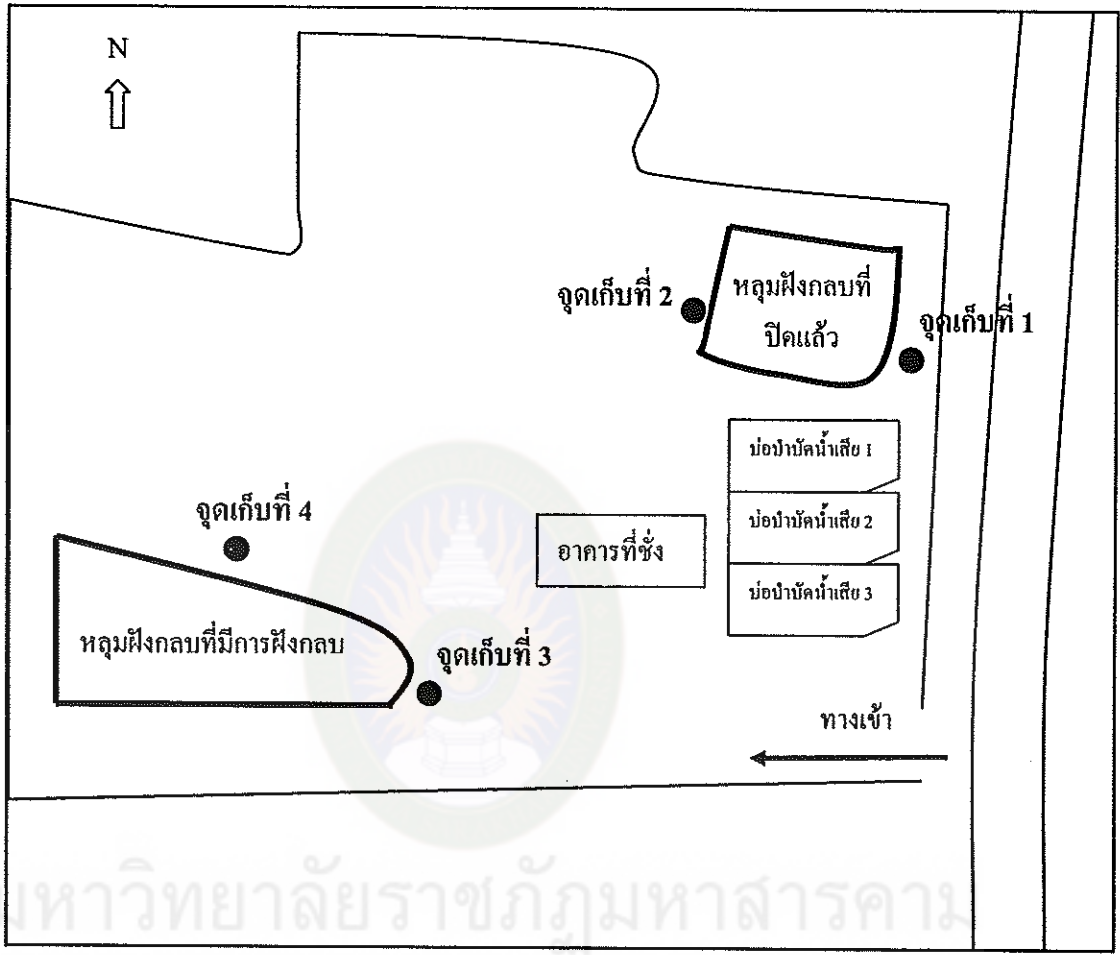 N
จุดเก็บที่ 2
หลุมฝังกลบที่
ปิดแล้ว
จุดเก็บที่ 1
บ่อบำบัดน้ำเสีย 1
บ่อบำบัดน้ำเสีย 2
บ่อบำบัดน้ำเสีย 3
อาคารที่ชั่ง
จุดเก็บที่ 4
หลุมฝังกลบที่มีการฝังกลบ
จุดเก็บที่ 3
ทางเข้า
มหาวิทยาลัยราชภัฏมหาสารคาม